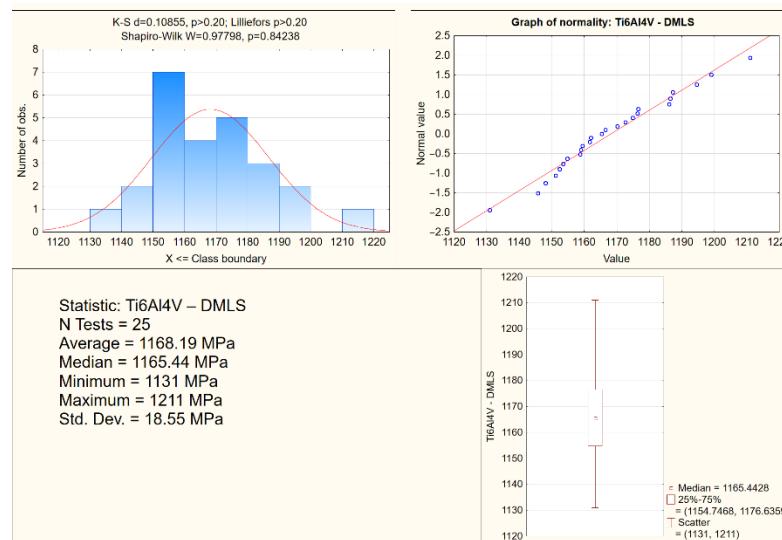 K-S d=0.10855, p>0.20; Lilliefors p>0.20
Shapiro-Wilk W=0.97798, p=0.84238
8
7
6
5
4
3
2
1
0
Number of obs.
1120 1130 1140 1150 1160 1170 1180 1190 1200 1210 1220
X <= Class boundary
Graph of normality: Ti6Al4V - DMLS
2.5
2.0
1.5
1.0
0.5
0.0
−0.5
−1.0
−1.5
−2.0
−2.5
Normal value
1120 1130 1140 1150 1160 1170 1180 1190 1200 1210 1220
Value
Statistic: Ti6Al4V – DMLS
N Tests = 25
Average = 1168.19 MPa
Median = 1165.44 MPa
Minimum = 1131 MPa
Maximum = 1211 MPa
Std. Dev. = 18.55 MPa
1220
1210
1200
1190
1180
1170
1160
1150
1140
1130
1120
Ti6Al4V - DMLS
Median = 1165.4428
25%-75%
= (1154.7468, 1176.6359
Scatter
= (1131, 1211)